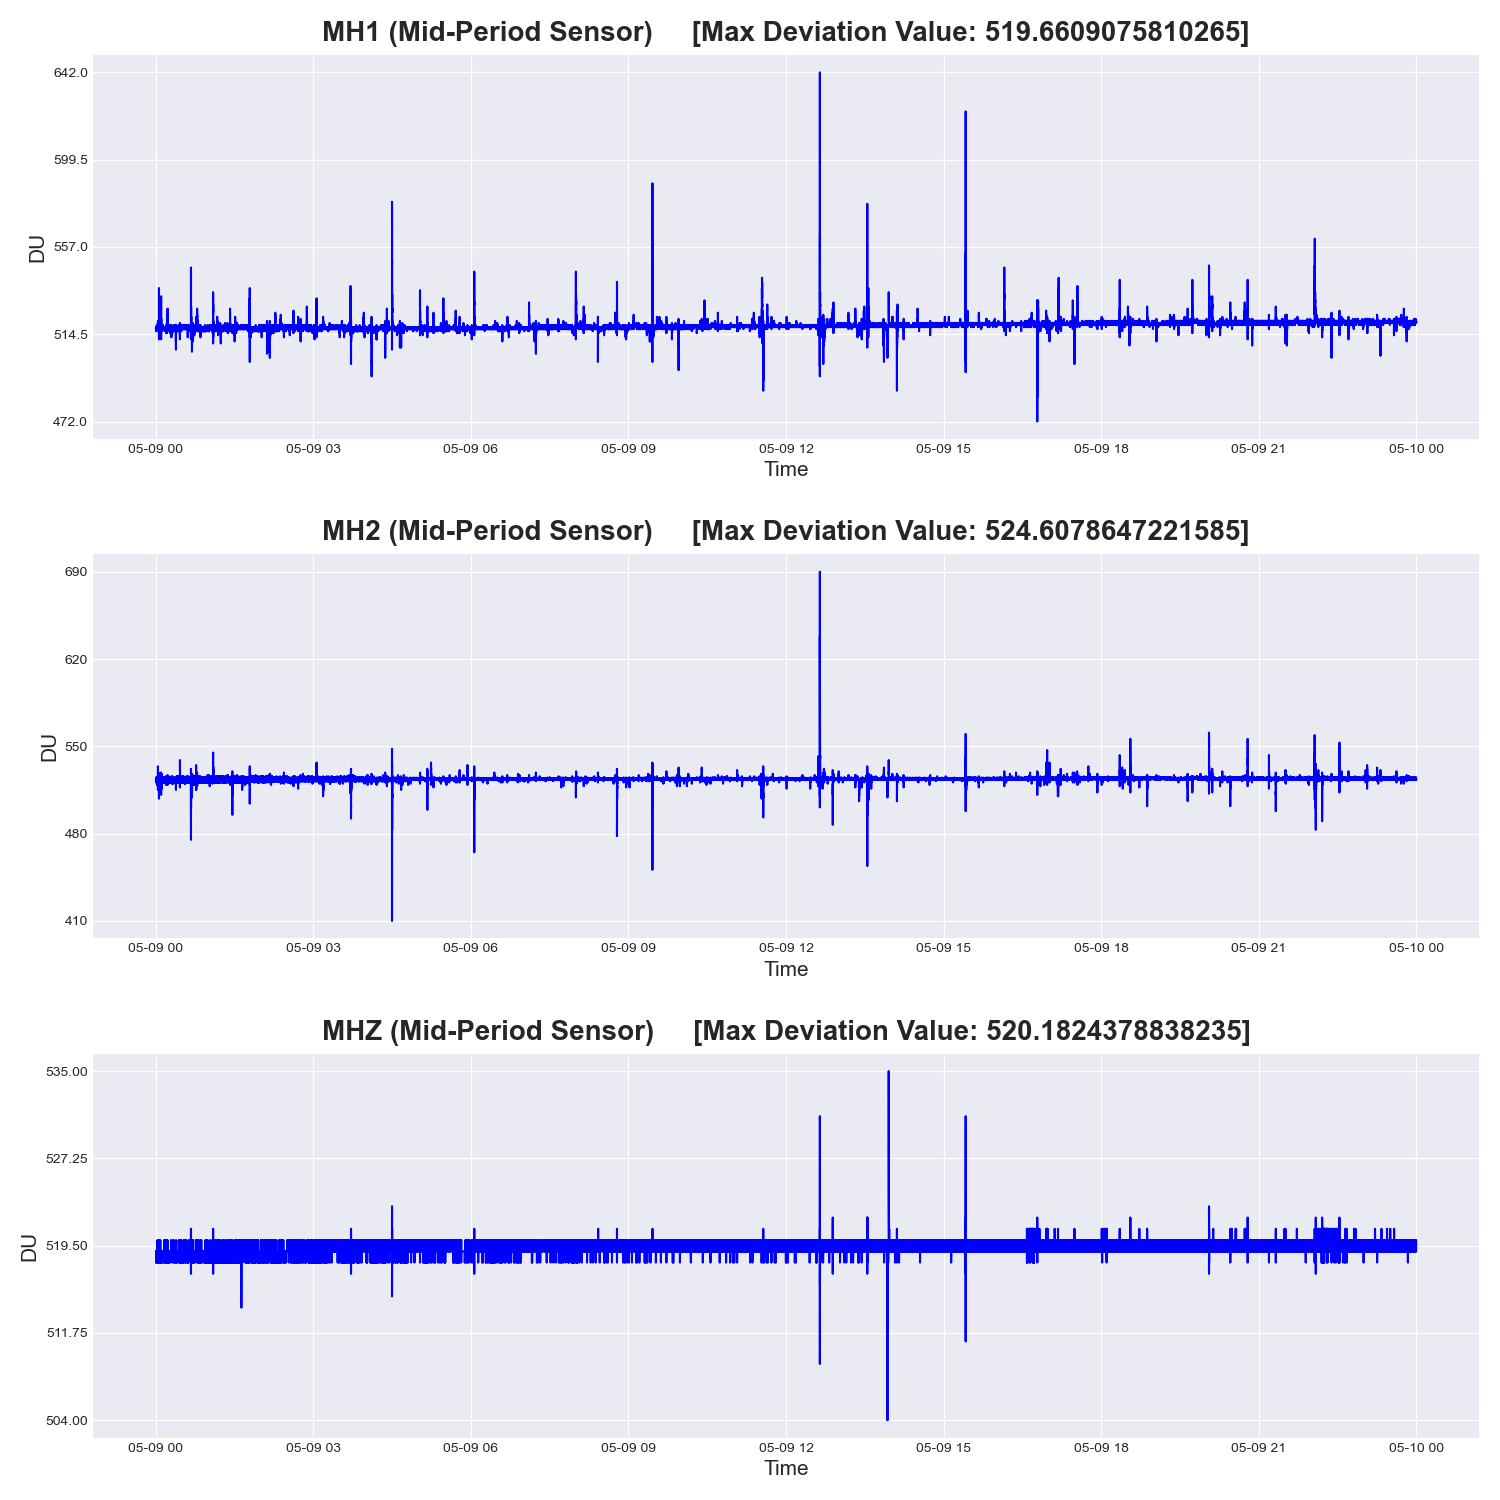 MH1 (Mid-Period Sensor) [Max Deviation Value: 519.6609075810265]
642.0
599.5
557.0
514.5
472.0
DU
05-09 00 05-09 03 05-09 06 05-09 09 05-09 12 05-09 15 05-09 18 05-09 21 05-10 00
Time
MH2 (Mid-Period Sensor) [Max Deviation Value: 524.6078647221585]
690
620
550
480
410
DU
05-09 00 05-09 03 05-09 06 05-09 09 05-09 12 05-09 15 05-09 18 05-09 21 05-10 00
Time
MHZ (Mid-Period Sensor) [Max Deviation Value: 520.1824378838235]
535.00
527.25
519.50
511.75
504.00
DU
05-09 00 05-09 03 05-09 06 05-09 09 05-09 12 05-09 15 05-09 18 05-09 21 05-10 00
Time